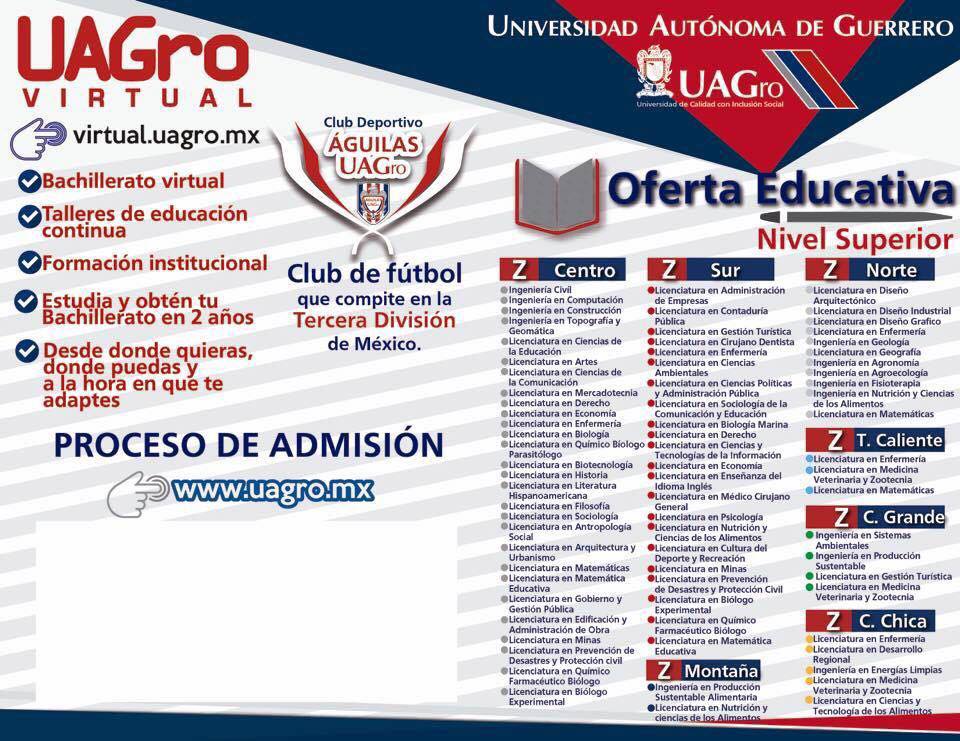 UAGro
VIRTUAL
virtual.uagro.mx
Bachillerato virtual
Talleres de educación
continua
Formación institucional
Estudia y obtén tu
Bachillerato en 2 años
Desde donde quieras,
donde puedas y
a la hora en que te
adaptes
Club Deportivo
ÁGUILAS
UAGro
Club de fútbol
que compite en la
Tercera División
de México.
PROCESO DE ADMISIÓN
www.uagro.mx
UNIVERSIDAD AUTÓNOMA DE GUERRERO
UAGro
Universidad de Calidad con Inclusión Social
Oferta Educativa
Nivel Superior
Z Centro
Ingeniería Civil
Ingeniería en Computación
Ingeniería en Construcción
Ingeniería en Topografía y
Geomática
Licenciatura en Ciencias de
la Educación
Licenciatura en Artes
Licenciatura en Ciencias de
la Comunicación
Licenciatura en Mercadotecnia
Licenciatura en Derecho
Licenciatura en Economía
Licenciatura en Enfermería
Licenciatura en Biología
Licenciatura en Químico Bíologo
Parasitólogo
Licenciatura en Biotecnología
Licenciatura en Historia
Licenciatura en Literatura
Hispanoamericana
Licenciatura en Filosofía
Licenciatura en Sociología
Licenciatura en Antropología
Social
Licenciatura en Arquitectura y
Urbanismo
Licenciatura en Matemáticas
Licenciatura en Matemática
Educativa
Licenciatura en Gobierno y
Gestión Pública
Licenciatura en Edificación y
Administración de Obra
Licenciatura en Minas
Licenciatura en Prevención de
Desastres y Protección civil
Licenciatura en Químico
Farmacéutico Biólogo
Licenciatura en Biólogo
Experimental
Z Sur
Licenciatura en Administración
de Empresas
Licenciatura en Contaduría
Pública
Licenciatura en Gestión Turística
Licenciatura en Cirujano Dentista
Licenciatura en Enfermería
Licenciatura en Ciencias
Ambientales
Licenciatura en Ciencias Políticas
y Administración Pública
Licenciatura en Sociología de la
Comunicación y Educación
Licenciatura en Biología Marina
Licenciatura en Derecho
Licenciatura en Ciencias y
Tecnologías de la Información
Licenciatura en Economía
Licenciatura en Enseñanza del
Idioma Inglés
Licenciatura en Médico Cirujano
General
Licenciatura en Psicología
Licenciatura en Nutrición y
Ciencias de los Alimentos
Licenciatura en Cultura del
Deporte y Recreación
Licenciatura en Minas
Licenciatura en Prevención
de Desastres y Protección Civil
Licenciatura en Biólogo
Experimental
Licenciatura en Químico
Farmacéutico Biólogo
Licenciatura en Matemática
Educativa
Z Montaña
Ingeniería en Producción
Sustentable Alimentaria
Licenciatura en Nutrición y
ciencias de los Alimentos
Z Norte
Licenciatura en Diseño
Arquitectónico
Licenciatura en Diseño Industrial
Licenciatura en Diseño Grafico
Licenciatura en Enfermería
Ingeniería en Geología
Licenciatura en Geografía
Ingeniería en Agronomía
Ingeniería en Agroecología
Ingeniería en Fisioterapia
Ingeniería en Nutrición y Ciencias
de los Alimentos
Licenciatura en Matemáticas
Z T. Caliente
Licenciatura en Enfermería
Licenciatura en Medicina
Veterinaria y Zootecnia
Licenciatura en Matemáticas
Z C. Grande
Ingeniería en Sistemas
Ambientales
Ingeniería en Producción
Sustentable
Licenciatura en Gestión Turística
Licenciatura en Medicina
Veterinaria y Zootecnia
Z C. Chica
Licenciatura en Enfermería
Licenciatura en Desarrollo
Regional
Ingeniería en Energías Limpias
Licenciatura en Medicina
Veterinaria y Zootecnia
Licenciatura en Ciencias y
Tecnología de los Alimentos